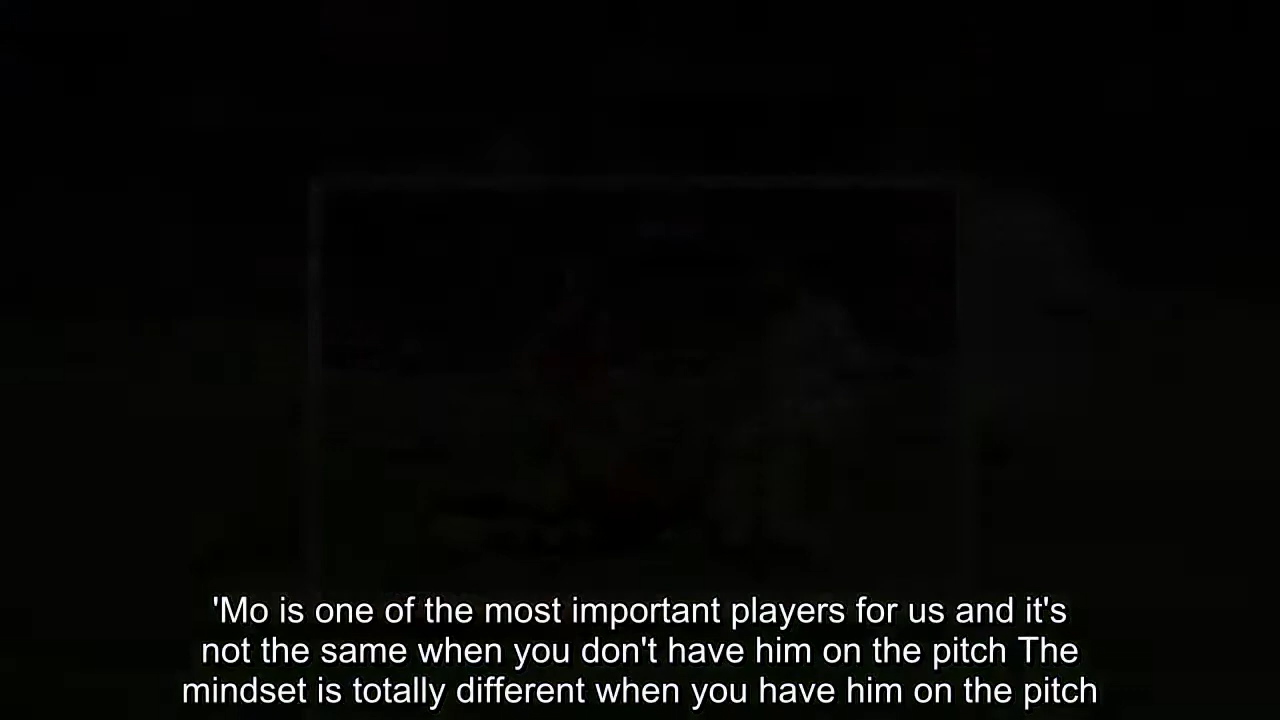 'Mo is one of the most important players for us and it's
not the same when you don't have him on the pitch The
mindset is totally different when you have him on the pitch